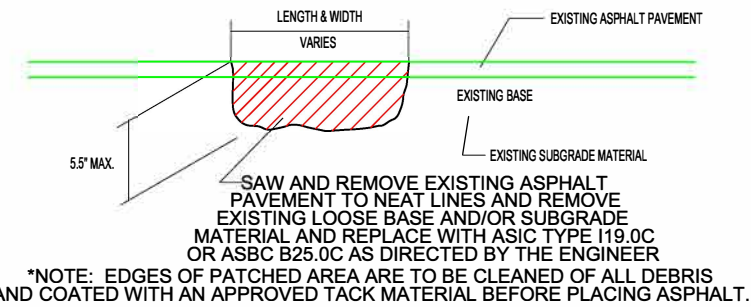 LENGTH & WIDTH
VARIES
EXISTING ASPHALT PAVEMENT
EXISTING BASE
5.5" MAX.
EXISTING SUBGRADE MATERIAL
SAW AND REMOVE EXISTING ASPHALT
PAVEMENT TO NEAT LINES AND REMOVE
EXISTING LOOSE BASE AND/OR SUBGRADE
MATERIAL AND REPLACE WITH ASIC TYPE I19.0C
OR ASBC B25.0C AS DIRECTED BY THE ENGINEER
*NOTE: EDGES OF PATCHED AREA ARE TO BE CLEANED OF ALL DEBRIS
AND COATED WITH AN APPROVED TACK MATERIAL BEFORE PLACING ASPHALT.